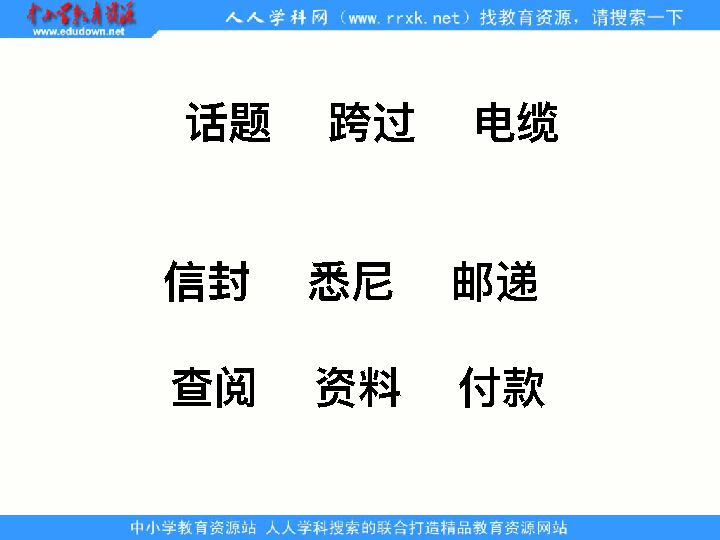 中小学教育资源
www.edudown.net
人人学科网（www.rrxk.net）找教育资源，请搜索一下
话题 跨过 电缆
信封 悉尼 邮递
查阅 资料 付款
中小学教育资源站 人人学科搜索的联合打造精品教育资源网站